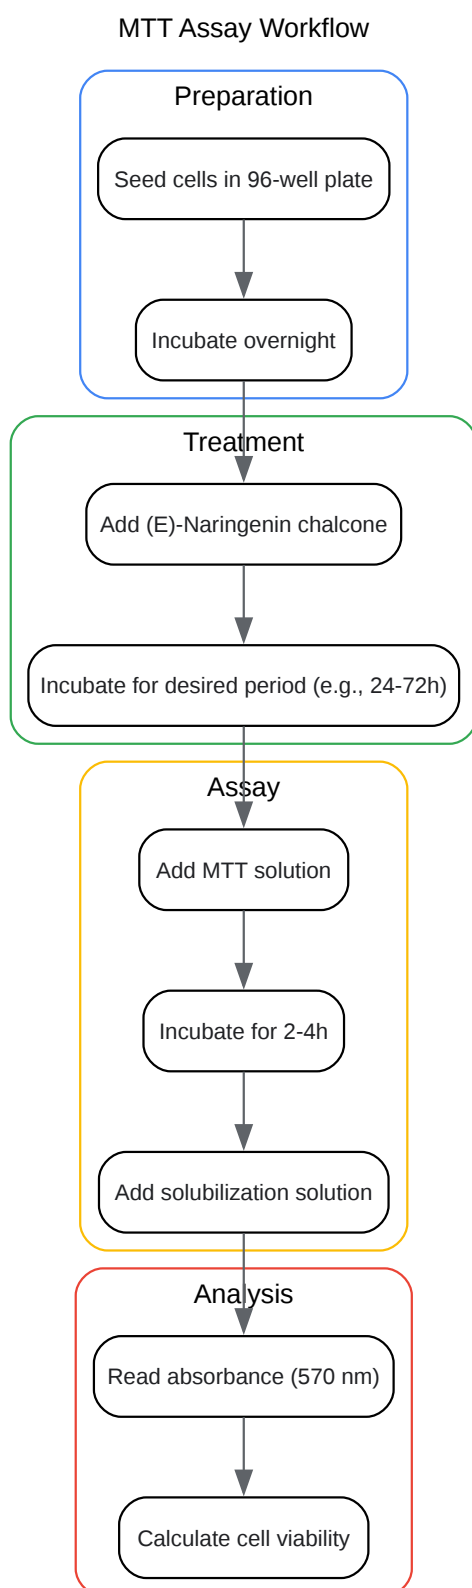 MTT Assay Workflow
Preparation
Seed cells in 96-well plate
Incubate overnight
Treatment
Add (E)-Naringenin chalcone
Incubate for desired period (e.g., 24-72h)
Assay
Add MTT solution
Incubate for 2-4h
Add solubilization solution
Analysis
Read absorbance (570 nm)
Calculate cell viability